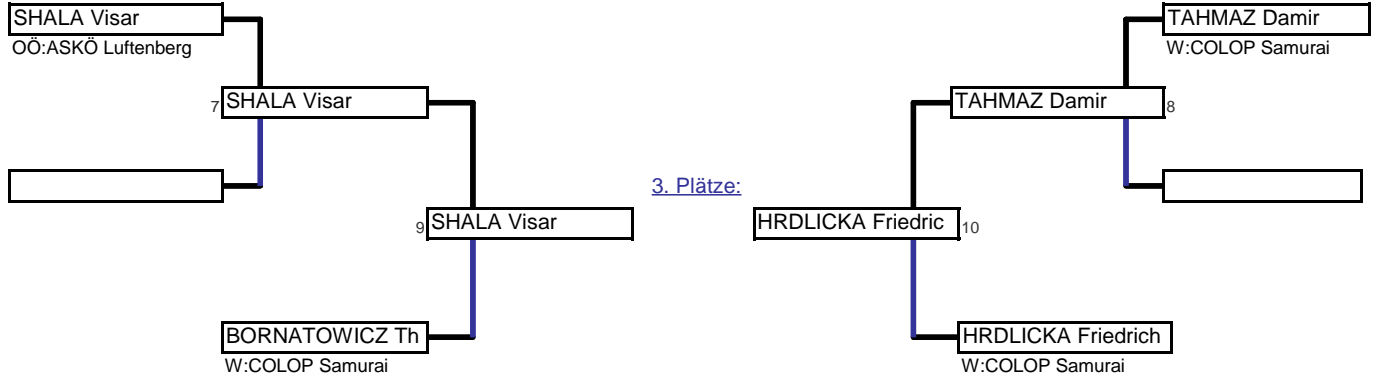 SHALA Visar
TAHMAZ Damir
OÖ:ASKÖ Luftenberg
W:COLOP Samurai
7 SHALA Visar
TAHMAZ Damir 8
3. Plätze:
9 SHALA Visar
HRDLICKA Friedric 10
BORNATOWICZ Th
HRDLICKA Friedrich
W:COLOP Samurai
W:COLOP Samurai